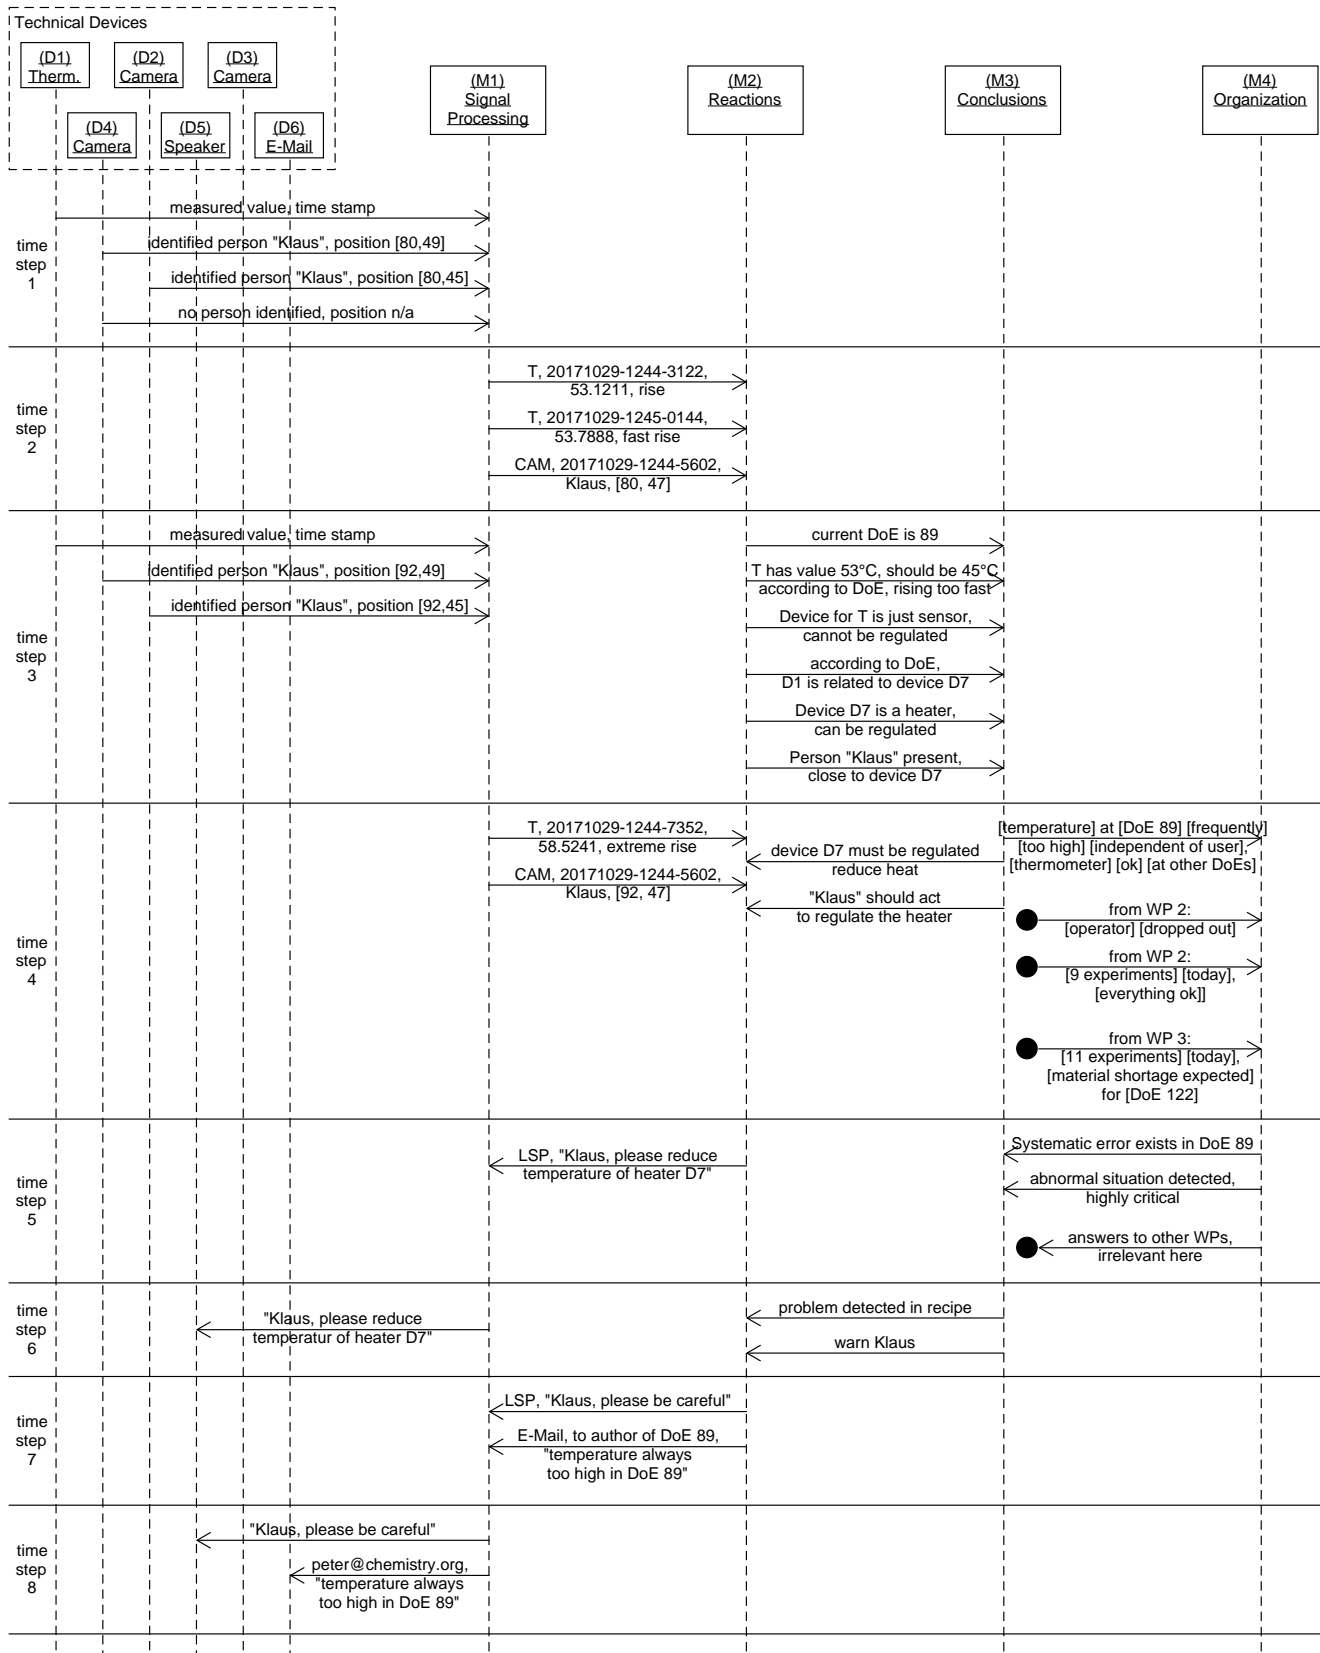 Technical Devices
(D1)
Therm.
(D2)
Camera
(D3)
Camera
(D4)
Camera
(D5)
Speaker
(D6)
E-Mail
(M1)
Signal
Processing
(M2)
Reactions
(M3)
Conclusions
(M4)
Organization
time
step
1
measured value, time stamp
identified person "Klaus", position [80,49]
identified person "Klaus", position [80,45]
no person identified, position n/a
time
step
2
T, 20171029-1244-3122,
53.1211, rise
T, 20171029-1245-0144,
53.7888, fast rise
CAM, 20171029-1244-5602,
Klaus, [80, 47]
time
step
3
measured value, time stamp
identified person "Klaus", position [92,49]
identified person "Klaus", position [92,45]
current DoE is 89
T has value 53°C, should be 45°C
according to DoE, rising too fast
Device for T is just sensor,
cannot be regulated
according to DoE,
D1 is related to device D7
Device D7 is a heater,
can be regulated
Person "Klaus" present,
close to device D7
time
step
4
T, 20171029-1244-7352,
58.5241, extreme rise
CAM, 20171029-1244-5602,
Klaus, [92, 47]
device D7 must be regulated
reduce heat
"Klaus" should act
to regulate the heater
[temperature] at [DoE 89] [frequently]
[too high] [independent of user],
[thermometer] [ok] [at other DoEs]
from WP 2:
[operator] [dropped out]
from WP 2:
[9 experiments] [today],
[everything ok]]
from WP 3:
[11 experiments] [today],
[material shortage expected]
for [DoE 122]
time
step
5
LSP, "Klaus, please reduce
temperature of heater D7"
Systematic error exists in DoE 89
abnormal situation detected,
highly critical
answers to other WPs,
irrelevant here
time
step
6
"Klaus, please reduce
temperatur of heater D7"
problem detected in recipe
warn Klaus
time
step
7
LSP, "Klaus, please be careful"
E-Mail, to author of DoE 89,
"temperature always
too high in DoE 89"
time
step
8
"Klaus, please be careful"
peter@chemistry.org,
"temperature always
too high in DoE 89"